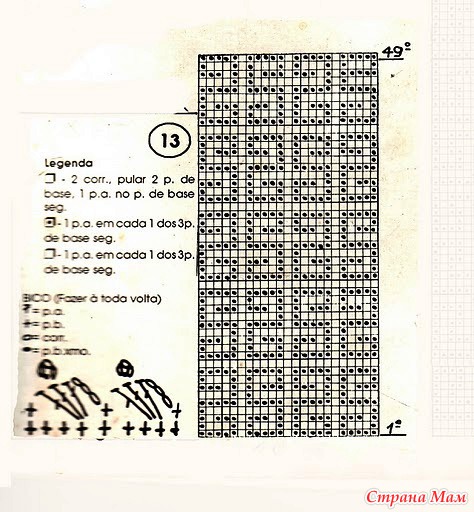 49º
13
Legenda
- 2 corr., pular 2 p. de
base, 1 p.a. no p. de base
seg.
- 1 p.a. em cada 1 dos 3p.
de base seg.
- 1 p.a. em cada 1 dos 3p.
de base seg.
BICO (Fazer à toda volta)
= p.a.
+ = p.b.
= corr.
= p.b.xmo.
1º
Страна Мам